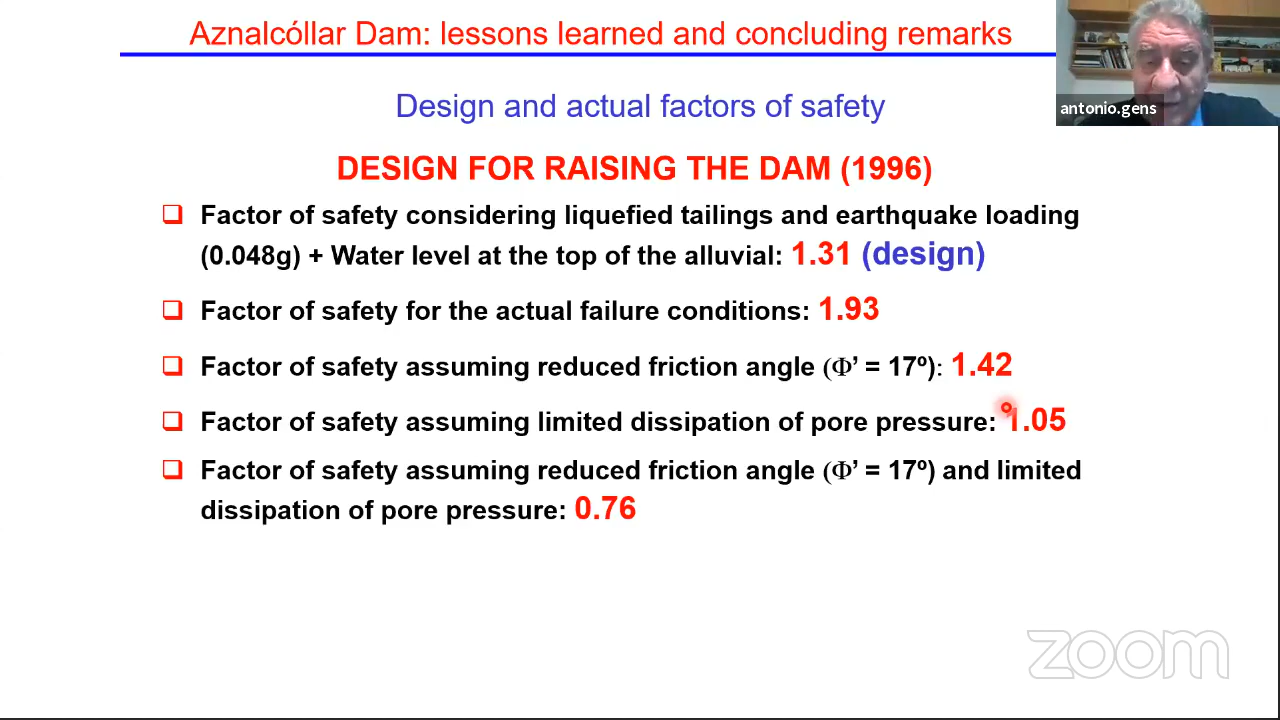 Aznalcóllar Dam: lessons learned and concluding remarks
antonio.gens
Design and actual factors of safety
DESIGN FOR RAISING THE DAM (1996)
Factor of safety considering liquefied tailings and earthquake loading
(0.048g) + Water level at the top of the alluvial: 1.31 (design)
Factor of safety for the actual failure conditions: 1.93
Factor of safety assuming reduced friction angle (Φ’ = 17º): 1.42
Factor of safety assuming limited dissipation of pore pressure: 1.05
Factor of safety assuming reduced friction angle (Φ’ = 17º) and limited
dissipation of pore pressure: 0.76
zoom